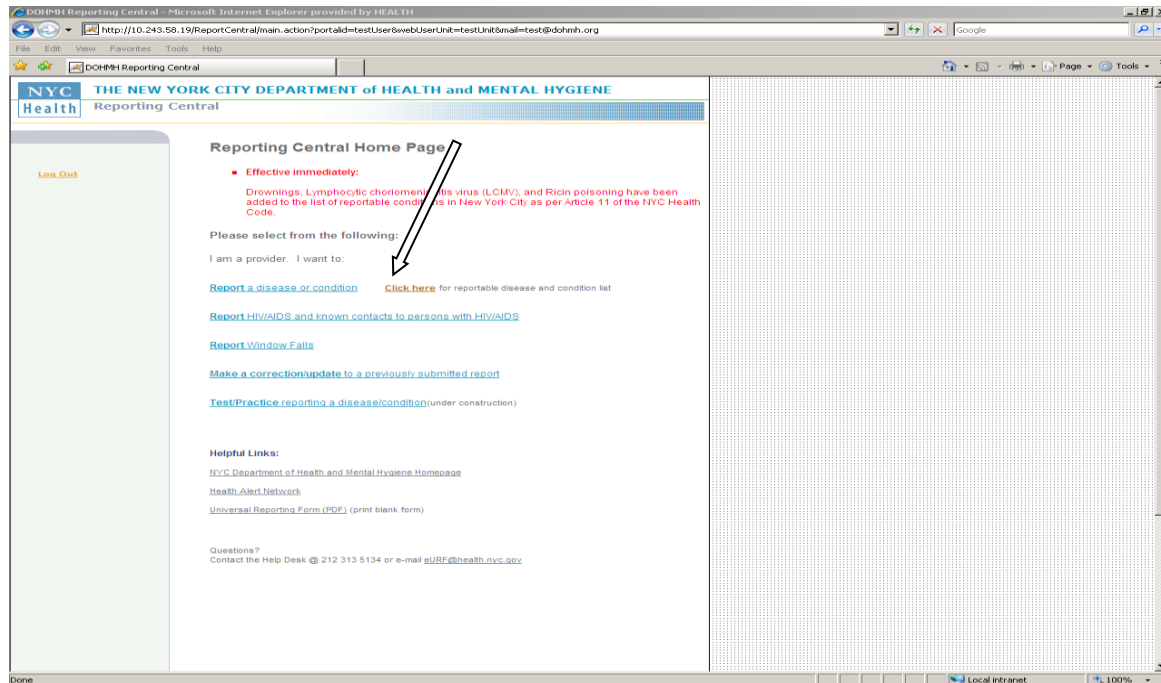 DOHMH Reporting Central - Microsoft Internet Explorer provided by HEALTH
http://10.243.58.19/ReportCentral/main.action?portalid=testUser&webUserUnit=testUnit&mail=test@dohmh.org
Google
File Edit View Favorites Tools Help
DOHMH Reporting Central
Page Tools
NYC Health
THE NEW YORK CITY DEPARTMENT of HEALTH and MENTAL HYGIENE
Reporting Central
Log Out
Reporting Central Home Page
Effective immediately:
Drownings, Lymphocytic choriomeningitis virus (LCMV), and Ricin poisoning have been
added to the list of reportable conditions in New York City as per Article 11 of the NYC Health
Code.
Please select from the following:
I am a provider. I want to:
Report a disease or condition Click here for reportable disease and condition list
Report HIV/AIDS and known contacts to persons with HIV/AIDS
Report Window Falls
Make a correction/update to a previously submitted report
Test/Practice reporting a disease/condition(under construction)
Helpful Links:
NYC Department of Health and Mental Hygiene Homepage
Health Alert Network
Universal Reporting Form (PDF) (print blank form)
Questions?
Contact the Help Desk @ 212 313 5134 or e-mail eURF@health.nyc.gov
Done
Local intranet
100%